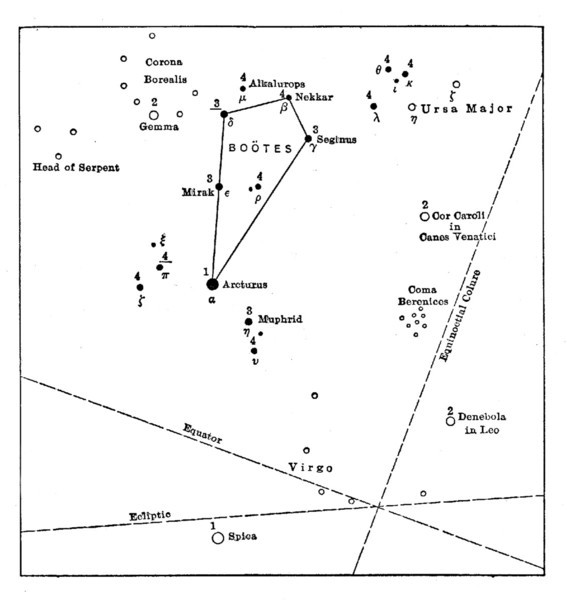 Corona
Borealis
2
Gemma
Head of Serpent
4
Alkalurops
μ
4
Nekkar
β
3
δ
BOÖTES
3
Seginus
γ
4
θ
4
κ
ι
4
λ
ζ
η
Ursa Major
3
Mirak
ε
4
ρ
2
Cor Caroli
in
Canes Venatici
ξ
4
π
4
ζ
1
Arcturus
α
Coma
Berenices
Equinoctial Colure
3
Muphrid
η
4
υ
2
Denebola
in Leo
Equator
Virgo
Ecliptic
1
Spica